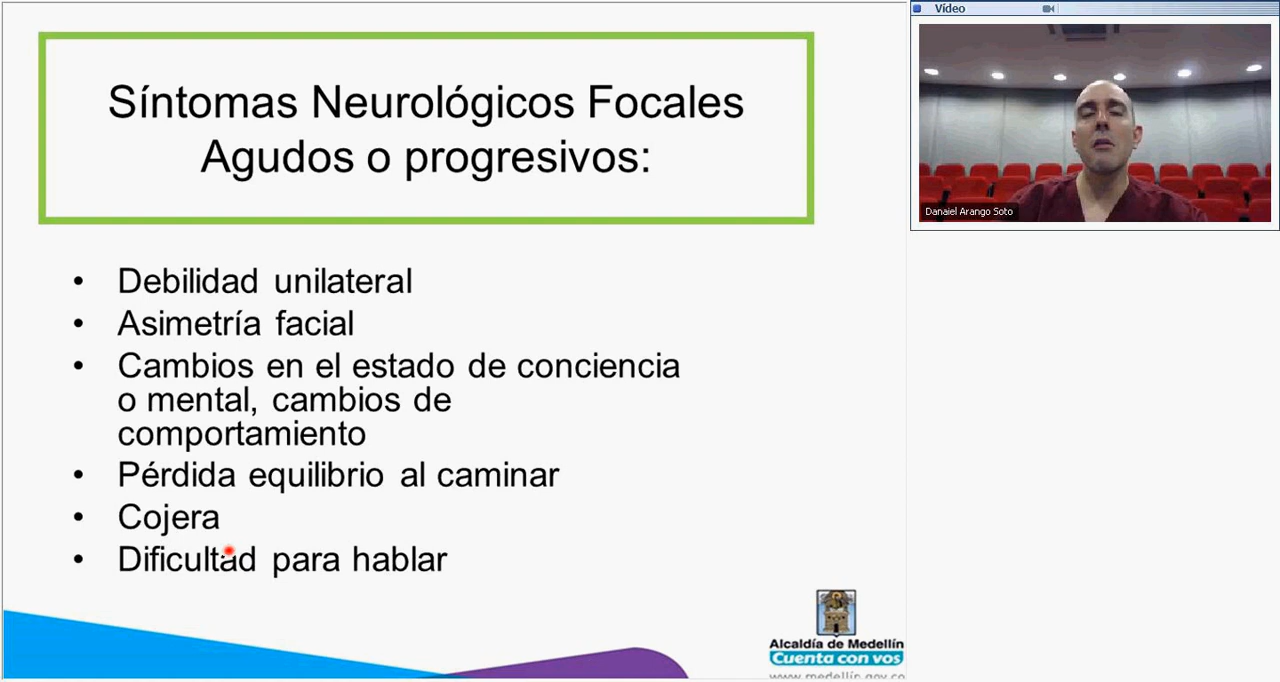 Síntomas Neurológicos Focales
Agudos o progresivos:
• Debilidad unilateral
• Asimetría facial
• Cambios en el estado de conciencia
o mental, cambios de
comportamiento
• Pérdida equilibrio al caminar
• Cojera
• Dificultad para hablar
Alcaldía de Medellín
Cuenta con vos
www.medellin.gov.co
Vídeo
Danaiel Arango Soto